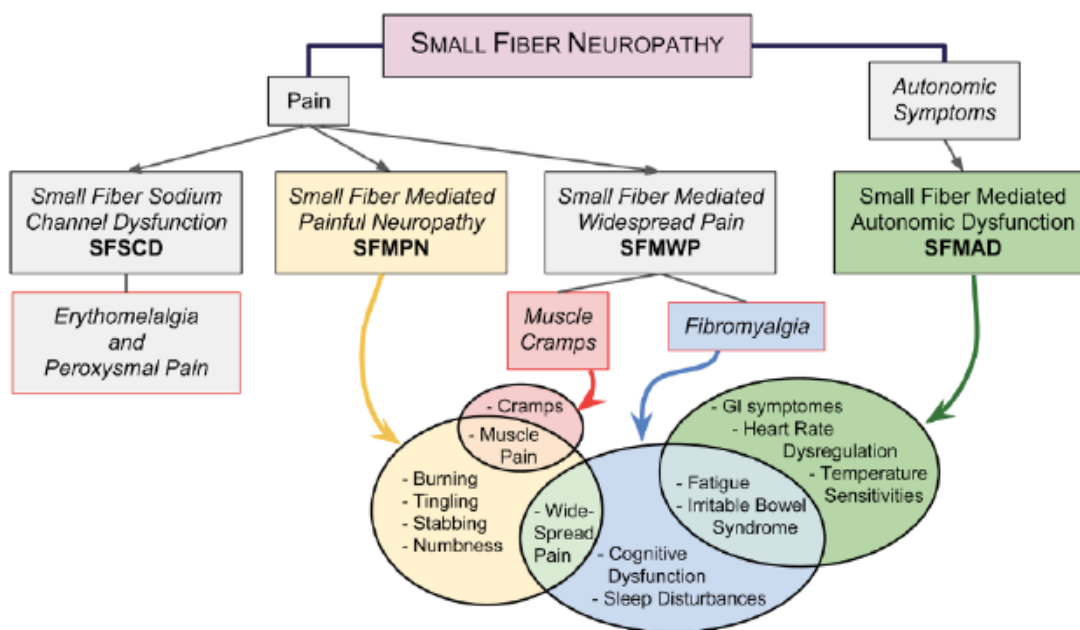 SMALL FIBER NEUROPATHY
Pain
Autonomic
Symptoms
Small Fiber Sodium
Channel Dysfunction
SFSCD
Small Fiber Mediated
Painful Neuropathy
SFMPN
Small Fiber Mediated
Widespread Pain
SFMWP
Small Fiber Mediated
Autonomic Dysfunction
SFMAD
Erythomelalgia
and
Peroxysmal Pain
Muscle
Cramps
Fibromyalgia
- Cramps
- Muscle
Pain
- Burning
- Tingling
- Stabbing
- Numbness
- Wide-
Spread
Pain
- Cognitive
Dysfunction
- Sleep Disturbances
- Fatigue
- Irritable Bowel
Syndrome
- GI symptomes
- Heart Rate
Dysregulation
- Temperature
Sensitivities